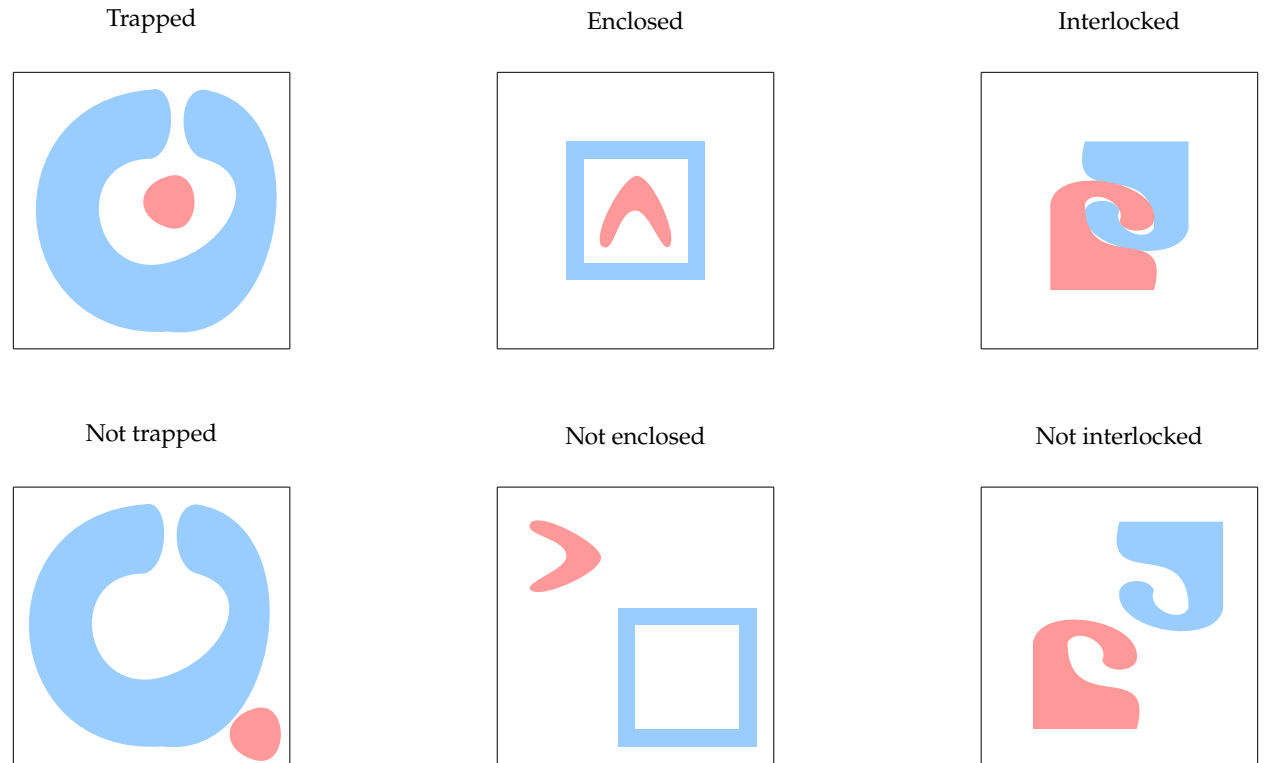 Trapped
Enclosed
Interlocked
Not trapped
Not enclosed
Not interlocked